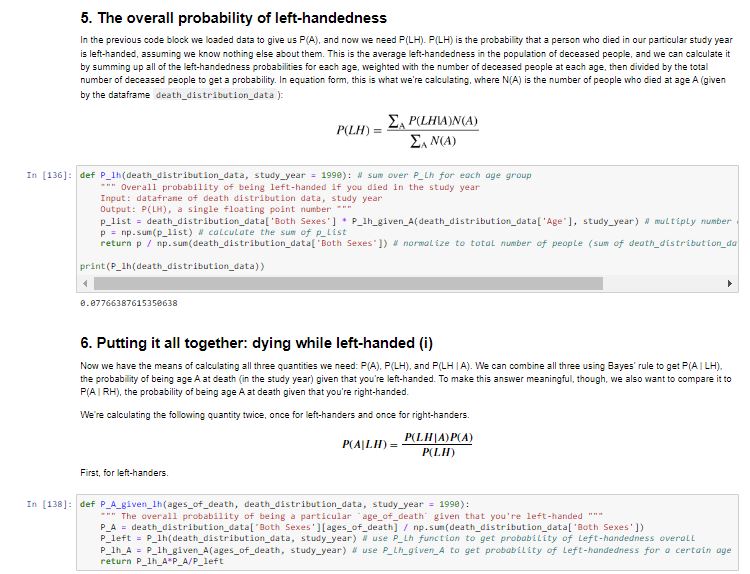 5. The overall probability of left-handedness
In the previous code block we loaded data to give us P(A), and now we need P(LH). P(LH) is the probability that a person who died in our particular study year
is left-handed, assuming we know nothing else about them. This is the average left-handedness in the population of deceased people, and we can calculate it
by summing up all of the left-handedness probabilities for each age, weighted with the number of deceased people at each age, then divided by the total
number of deceased people to get a probability. In equation form, this is what we're calculating, where N(A) is the number of people who died at age A (given
by the dataframe death_distribution_data ):
P(LH) = ∑A P(LH|A)N(A) / ∑A N(A)
In [136]: def P_lh(death_distribution_data, study_year = 1990): # sum over P_lh for each age group
""" Overall probability of being left-handed if you died in the study year
Input: dataframe of death distribution data, study year
Output: P(LH), a single floating point number """
p_list = death_distribution_data['Both Sexes'] * P_lh_given_A(death_distribution_data['Age'], study_year) # multiply number
p = np.sum(p_list) # calculate the sum of p_list
return p / np.sum(death_distribution_data['Both Sexes']) # normalize to total number of people (sum of death_distribution_da
print(P_lh(death_distribution_data))
0.07766387615350638
6. Putting it all together: dying while left-handed (i)
Now we have the means of calculating all three quantities we need: P(A), P(LH), and P(LH | A). We can combine all three using Bayes' rule to get P(A | LH),
the probability of being age A at death (in the study year) given that you're left-handed. To make this answer meaningful, though, we also want to compare it to
P(A | RH), the probability of being age A at death given that you're right-handed.
We're calculating the following quantity twice, once for left-handers and once for right-handers.
P(A|LH) = P(LH|A)P(A) / P(LH)
First, for left-handers.
In [138]: def P_A_given_lh(ages_of_death, death_distribution_data, study_year = 1990):
""" The overall probability of being a particular `age_of_death` given that you're left-handed """
P_A = death_distribution_data['Both Sexes'][ages_of_death] / np.sum(death_distribution_data['Both Sexes'])
P_left = P_lh(death_distribution_data, study_year) # use P_lh function to get probability of left-handedness overall
P_lh_A = P_lh_given_A(ages_of_death, study_year) # use P_lh_given_A to get probability of left-handedness for a certain age
return P_lh_A*P_A/P_left